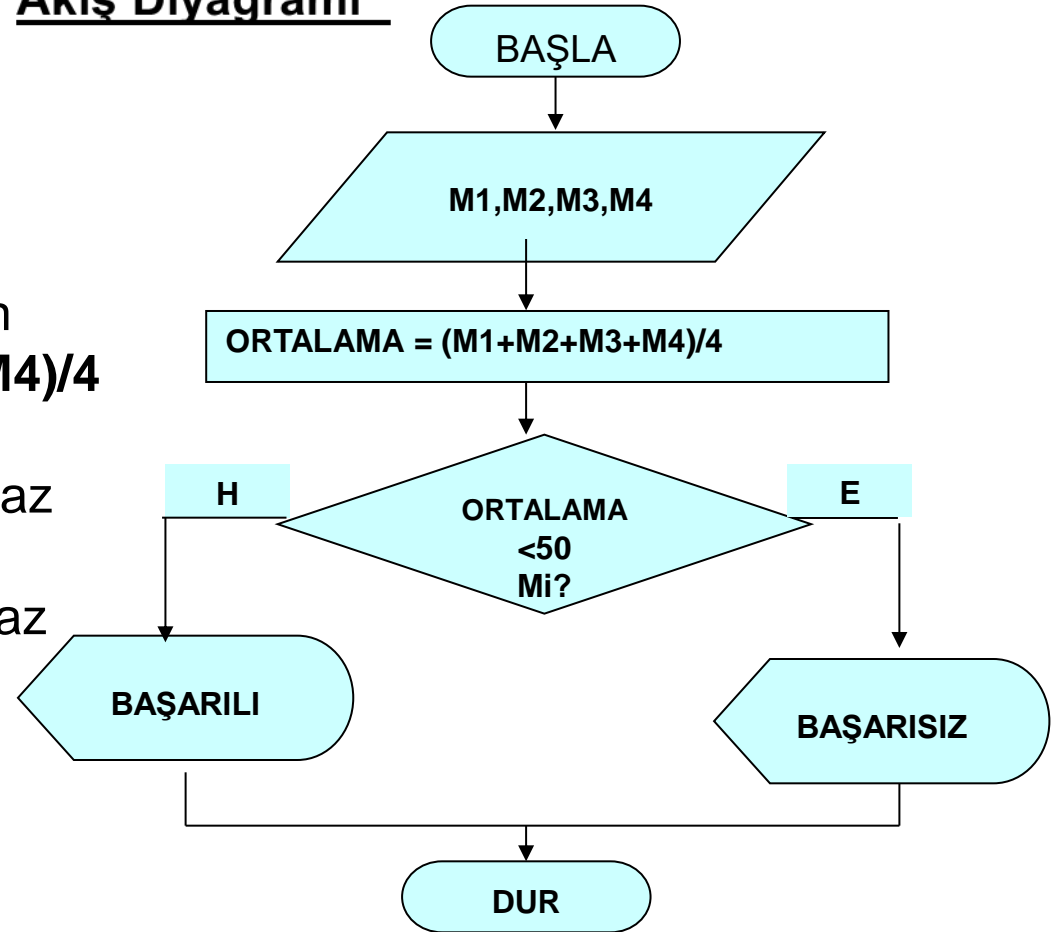 Akış Diyagramı
BAŞLA
M1,M2,M3,M4
ORTALAMA = (M1+M2+M3+M4)/4
M4)/4
H
E
ORTALAMA
<50
Mi?
az
az
BAŞARILI
BAŞARISIZ
DUR